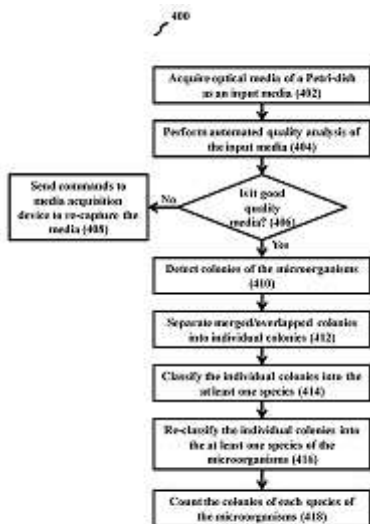 400
Acquire optical media of a Petri-dish
as an input media (402)
Perform automated quality analysis of
the input media (404)
Send commands to
media acquisition
device to re-capture the
media (408)
No
Is it good
quality
media? (406)
Yes
Detect colonies of the microorganisms
(410)
Separate merged/overlapped colonies
into individual colonies (412)
Classify the individual colonies into the
at least one species (414)
Re-classify the individual colonies into
the at least one species of the
microorganisms (416)
Count the colonies of each species of
the microorganisms (418)